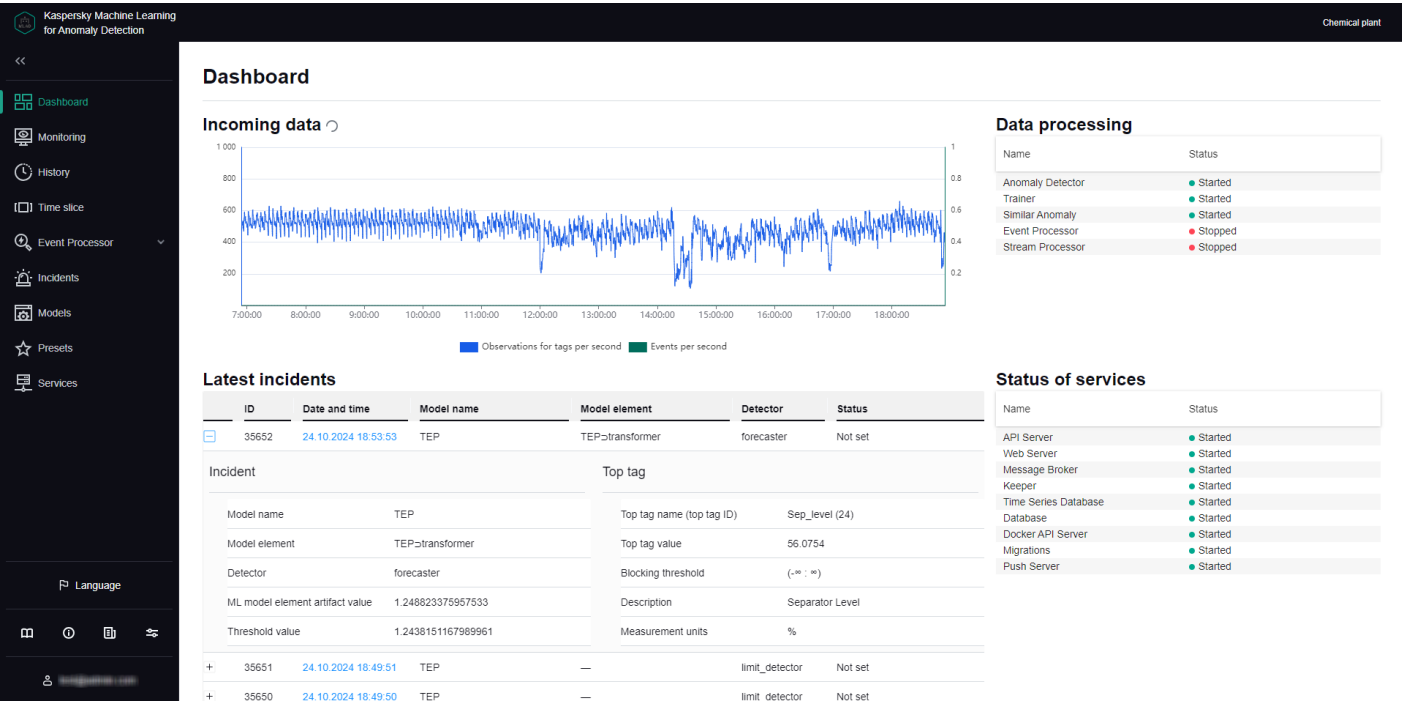 Kaspersky Machine Learning
for Anomaly Detection
Chemical plant
Dashboard
Monitoring
History
Time slice
Event Processor
Incidents
Models
Presets
Services
Language
Dashboard
Incoming data
1 000
800
600
400
200
1
0.8
0.6
0.4
0.2
7:00:00 8:00:00 9:00:00 10:00:00 11:00:00 12:00:00 13:00:00 14:00:00 15:00:00 16:00:00 17:00:00 18:00:00
Observations for tags per second Events per second
Data processing
Name Status
Anomaly Detector Started
Trainer Started
Similar Anomaly Started
Event Processor Stopped
Stream Processor Stopped
Latest incidents
ID Date and time Model name Model element Detector Status
35652 24.10.2024 18:53:53 TEP TEP⊃transformer forecaster Not set
Incident
Model name TEP
Model element TEP⊃transformer
Detector forecaster
ML model element artifact value 1.248823375957533
Threshold value 1.2438151167989961
Top tag
Top tag name (top tag ID) Sep_level (24)
Top tag value 56.0754
Blocking threshold (-∞ : ∞)
Description Separator Level
Measurement units %
35651 24.10.2024 18:49:51 TEP — limit_detector Not set
35650 24.10.2024 18:49:50 TEP — limit_detector Not set
Status of services
Name Status
API Server Started
Web Server Started
Message Broker Started
Keeper Started
Time Series Database Started
Database Started
Docker API Server Started
Migrations Started
Push Server Started